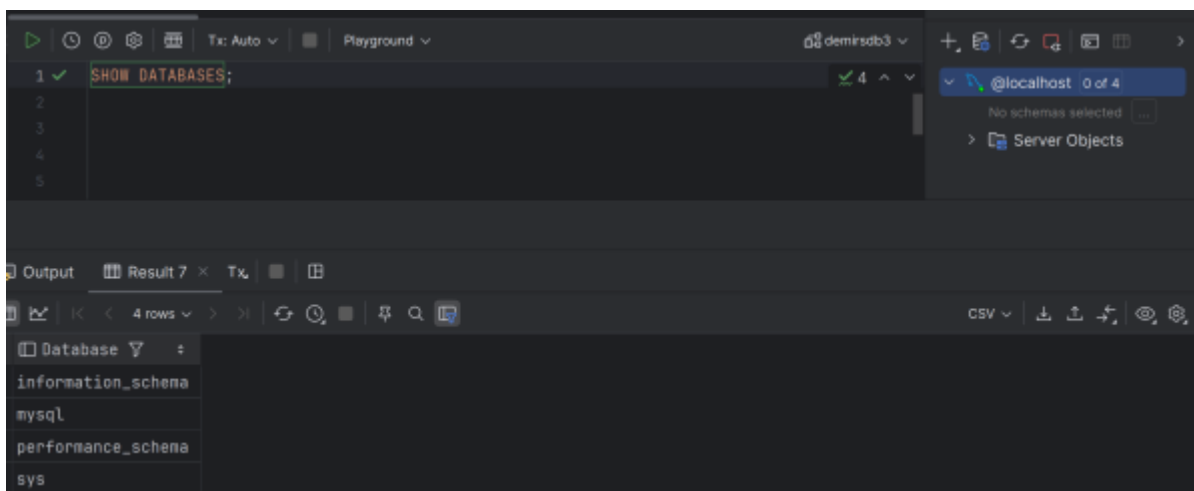 Tx: Auto
Playground
demirsdb3
1 SHOW DATABASES;
4
2
3
4
5
@localhost 0 of 4
No schemas selected ...
Server Objects
Output
Result 7
Tx
4 rows
CSV
Database
information_schema
mysql
performance_schema
sys